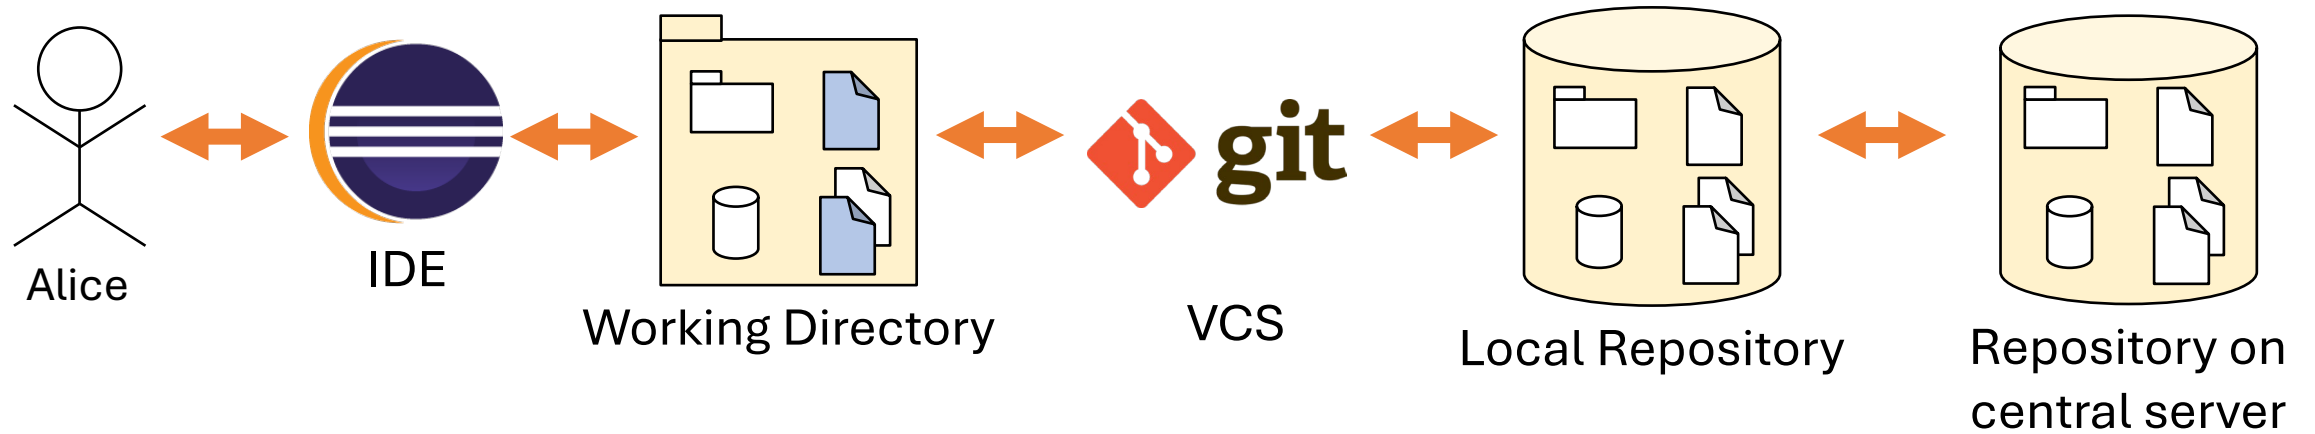 Alice
IDE
Working Directory
git
VCS
Local Repository
Repository on
central server